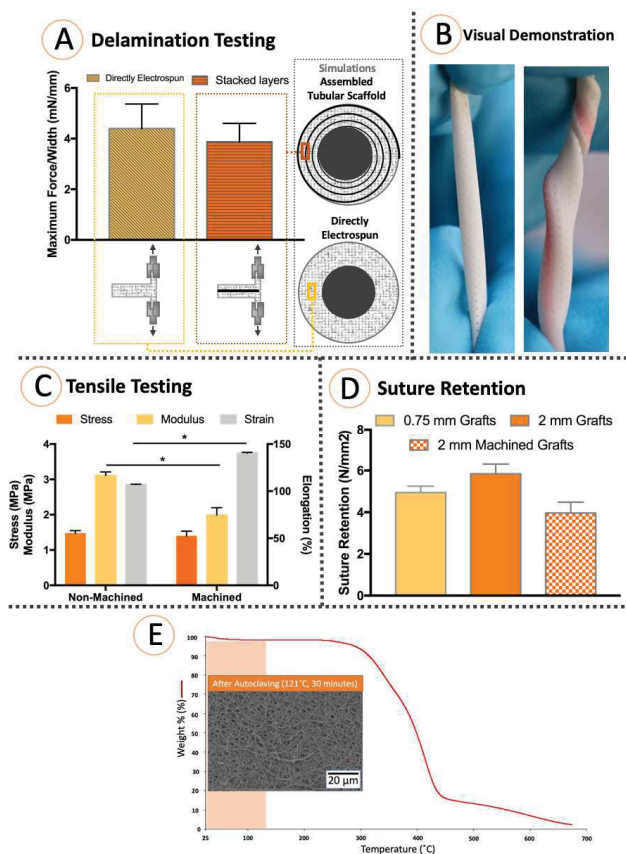 A Delamination Testing
Directly Electrospun
Stacked layers
Maximum Force/Width (mN/mm)
6
4
2
0
Simulations
Assembled
Tubular Scaffold
Directly
Electrospun
B Visual Demonstration
C Tensile Testing
Stress
Modulus
Strain
Stress (MPa)
Modulus (MPa)
4
3
2
1
0
*
*
150
100
50
0
Elongation
(%)
Non-Machined
Machined
D Suture Retention
0.75 mm Grafts
2 mm Grafts
2 mm Machined Grafts
Suture Retention (N/mm2)
8
6
4
2
0
E
Weight % (%)
100
90
80
70
60
50
40
30
20
10
0
After Autoclaving (121˚C, 30 minutes)
20 µm
25
100
200
300
400
500
600
700
Temperature (˚C)